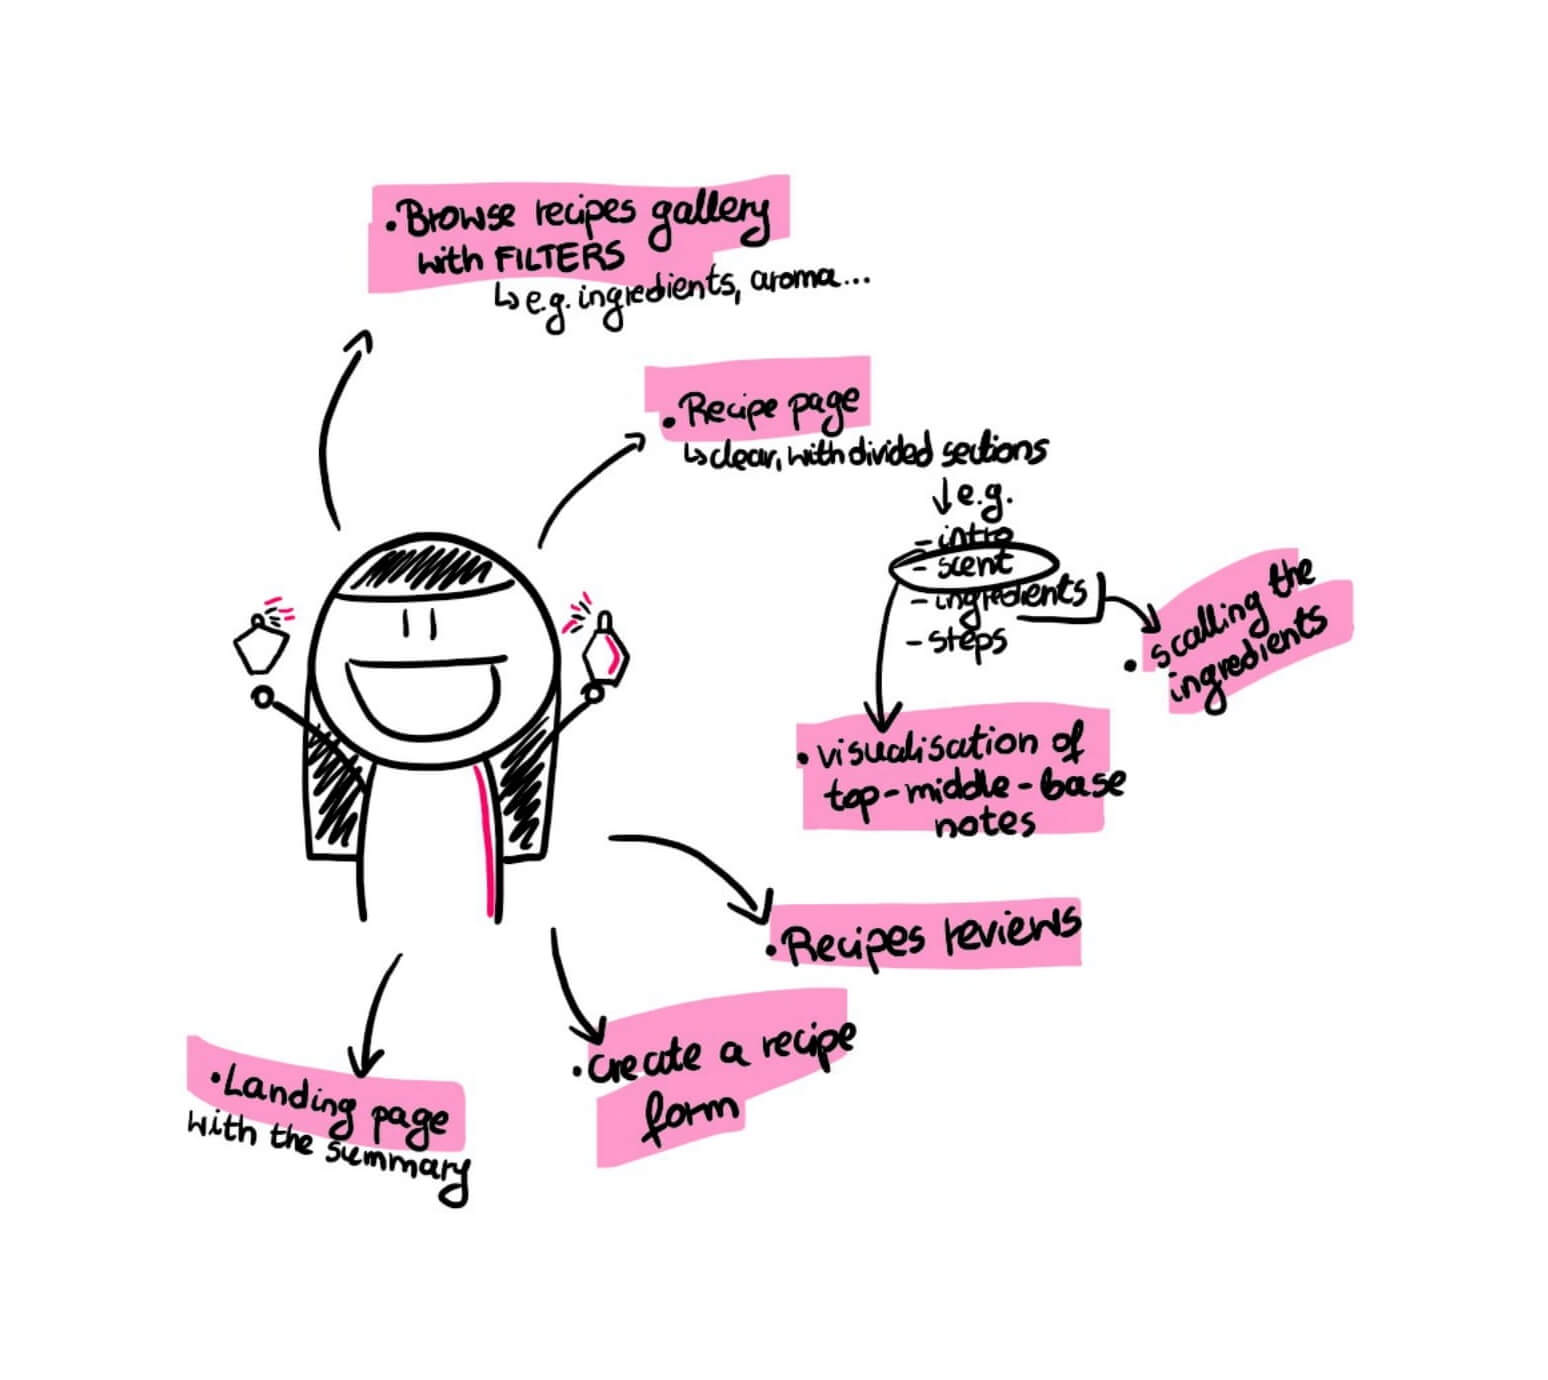 •Browse recipes gallery
with FILTERS
↳e.g. ingredients, aroma...
•Recipe page
↳clear, with divided sections
↓e.g.
- intro
- scent
- ingredients
- steps
• scalling the
ingredients
•visualisation of
top-middle-base
notes
•Recipes reviews
•create a recipe
form
•Landing page
with the summary